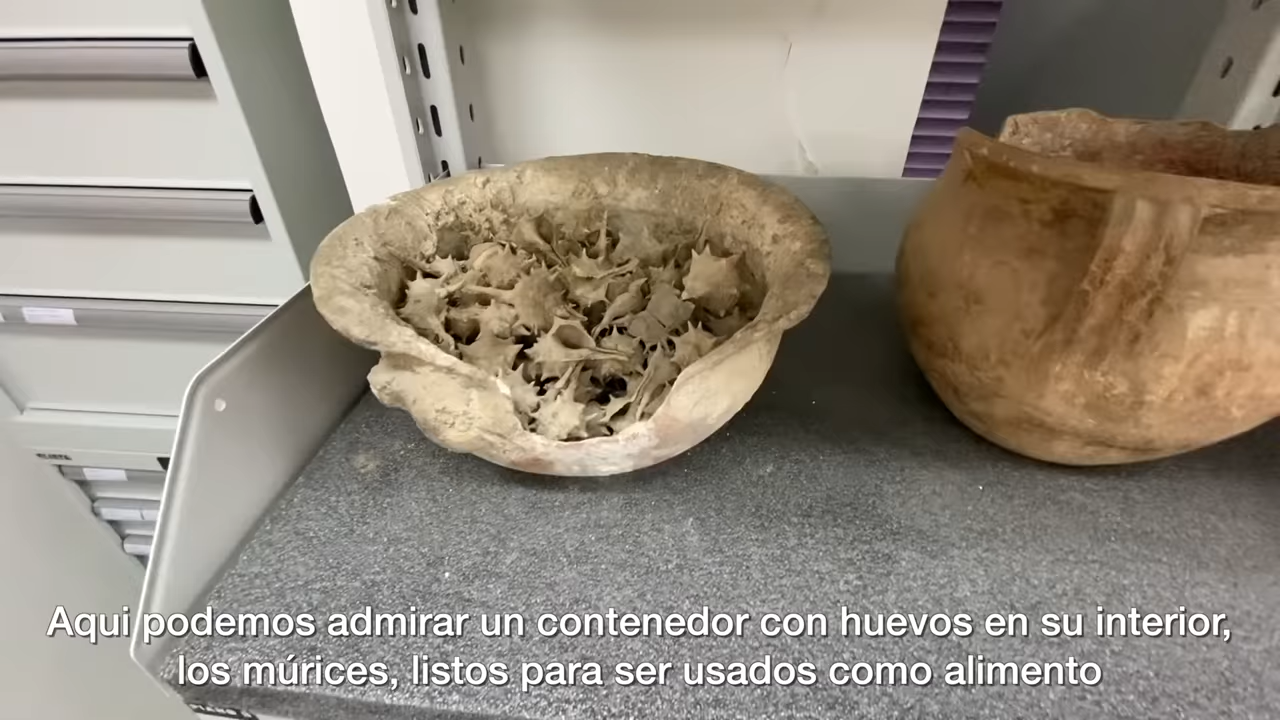 Aqui podemos admirar un contenedor con huevos en su interior,
los múrices, listos para ser usados como alimento